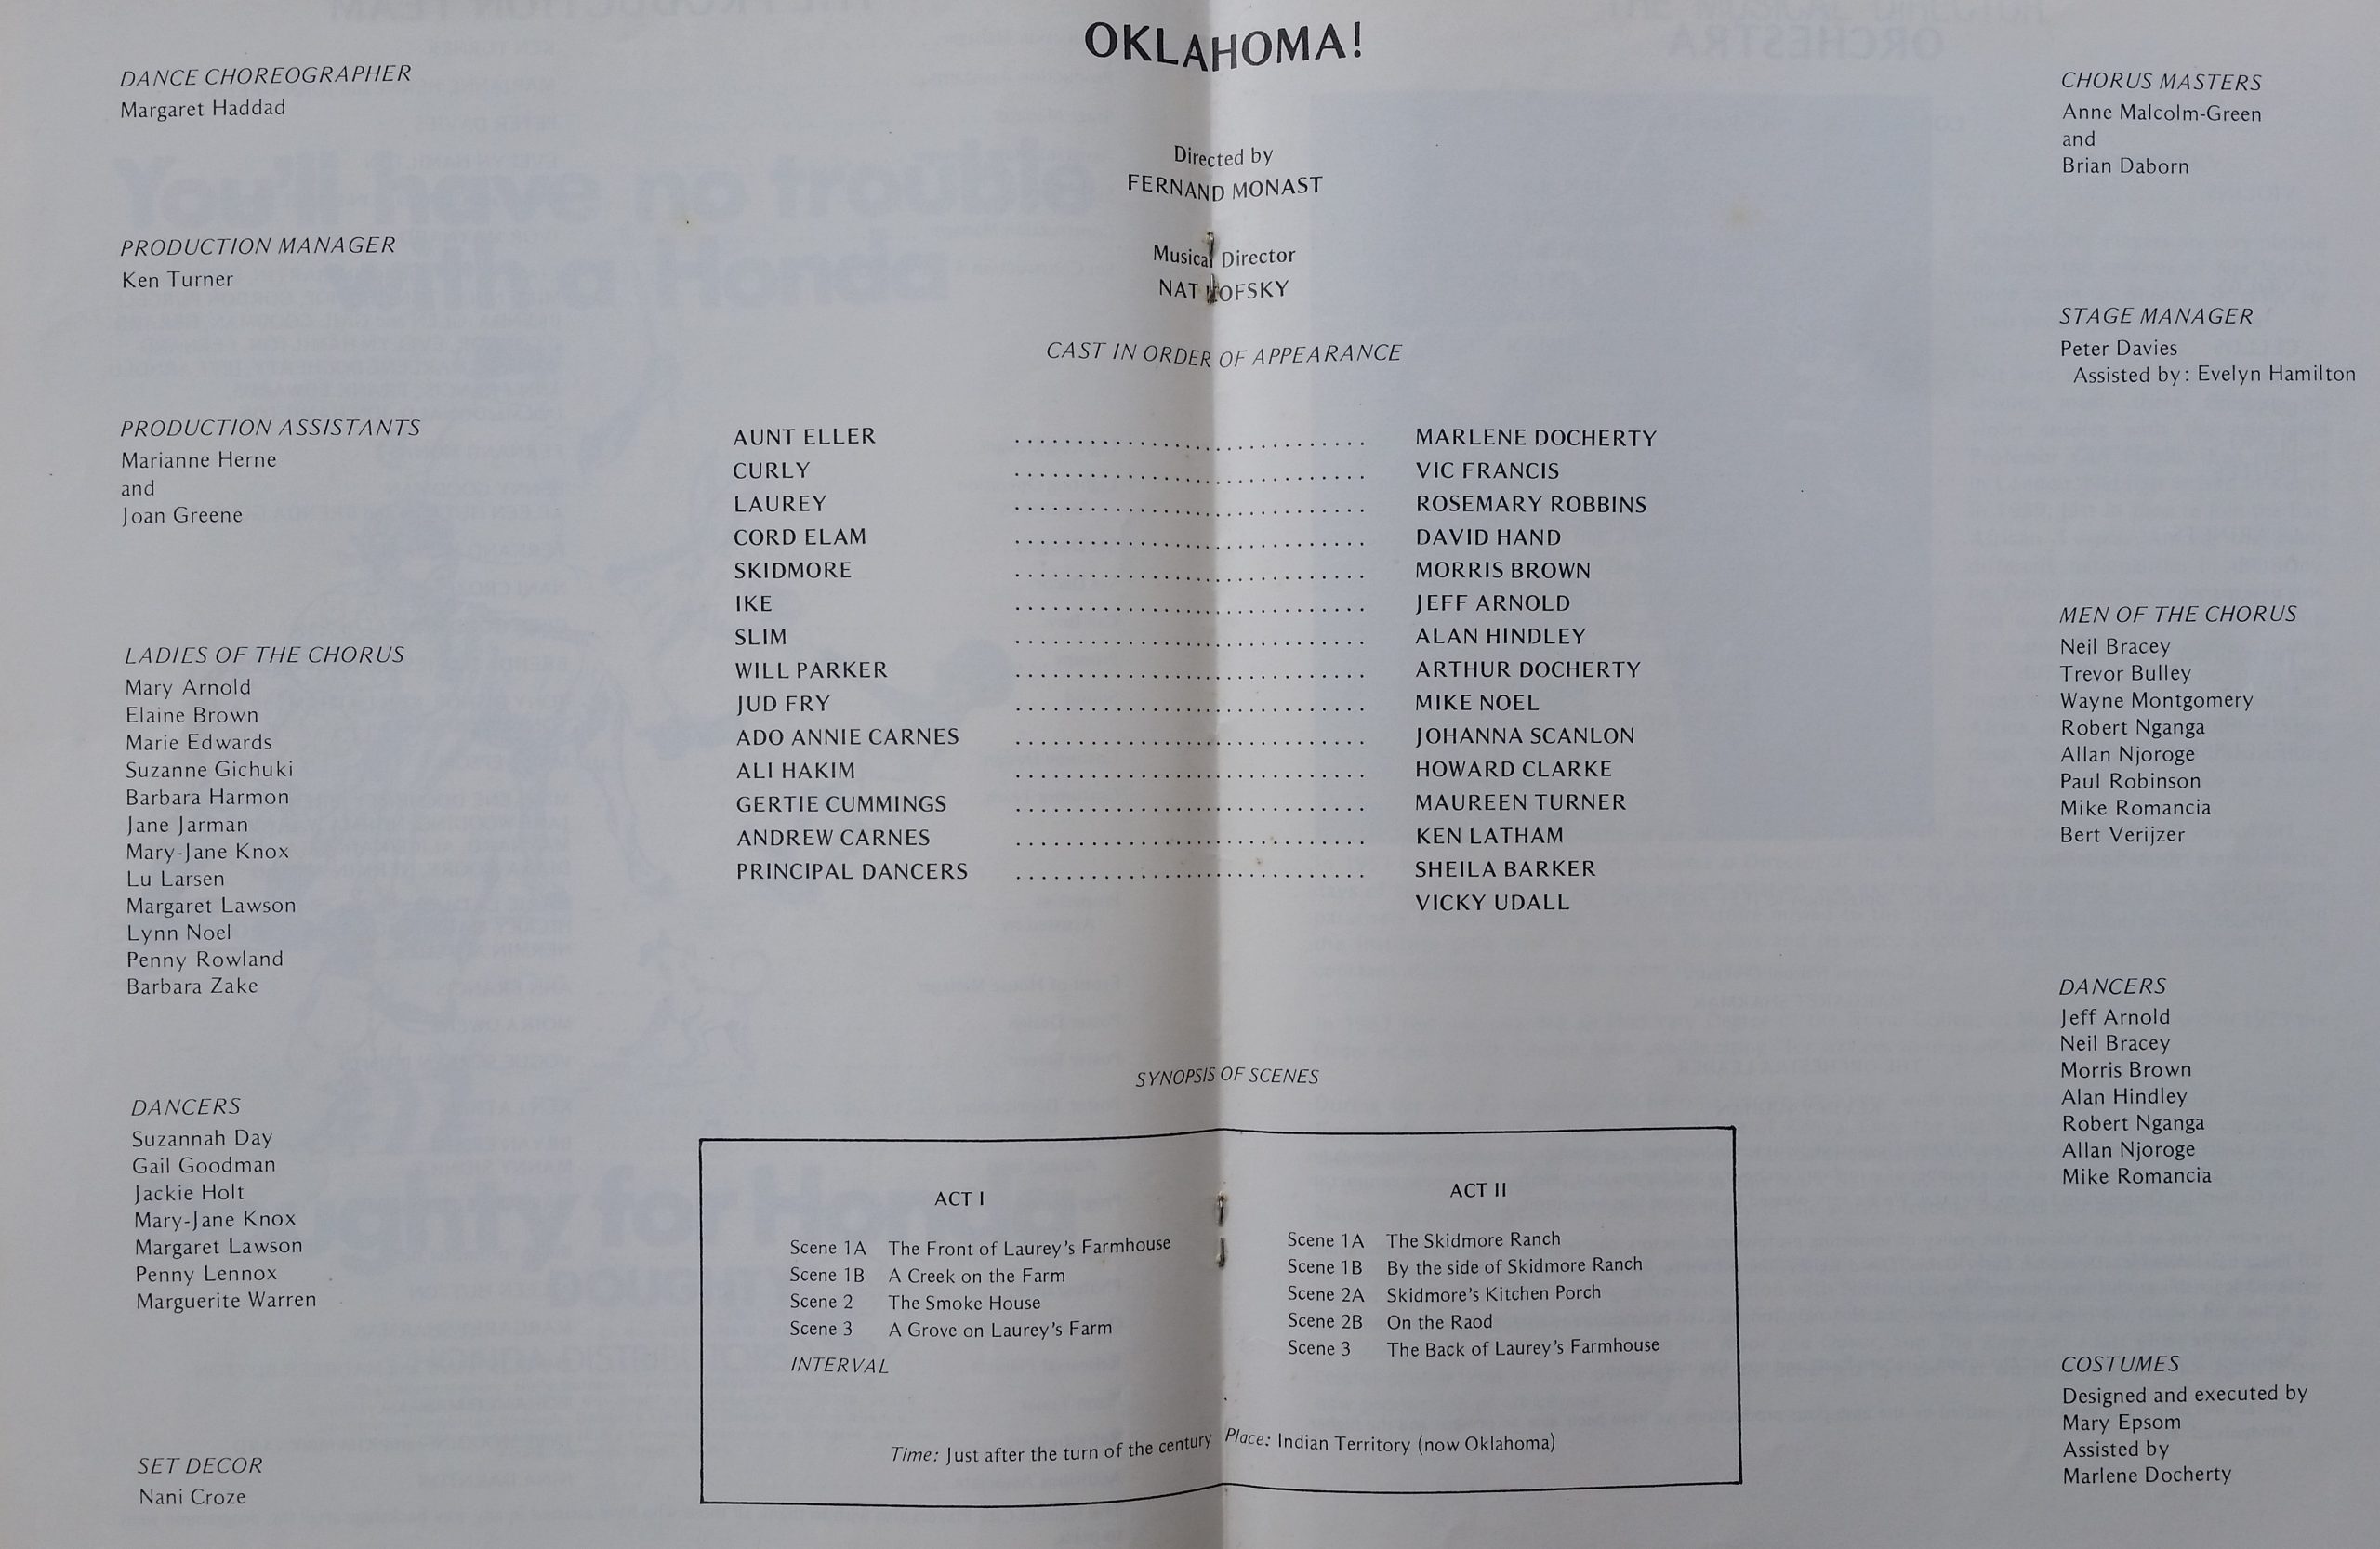 OKLAHOMA!
Directed by
FERNAND MONAST
Musical Director
NAT KOFSKY
DANCE CHOREOGRAPHER
Margaret Haddad
PRODUCTION MANAGER
Ken Turner
PRODUCTION ASSISTANTS
Marianne Herne
and
Joan Greene
LADIES OF THE CHORUS
Mary Arnold
Elaine Brown
Marie Edwards
Suzanne Gichuki
Barbara Harmon
Jane Jarman
Mary-Jane Knox
Lu Larsen
Margaret Lawson
Lynn Noel
Penny Rowland
Barbara Zake
DANCERS
Suzannah Day
Gail Goodman
Jackie Holt
Mary-Jane Knox
Margaret Lawson
Penny Lennox
Marguerite Warren
SET DECOR
Nani Croze
CAST IN ORDER OF APPEARANCE
AUNT ELLER .......................... MARLENE DOCHERTY
CURLY .......................... VIC FRANCIS
LAUREY .......................... ROSEMARY ROBBINS
CORD ELAM .......................... DAVID HAND
SKIDMORE .......................... MORRIS BROWN
IKE .......................... JEFF ARNOLD
SLIM .......................... ALAN HINDLEY
WILL PARKER .......................... ARTHUR DOCHERTY
JUD FRY .......................... MIKE NOEL
ADO ANNIE CARNES .......................... JOHANNA SCANLON
ALI HAKIM .......................... HOWARD CLARKE
GERTIE CUMMINGS .......................... MAUREEN TURNER
ANDREW CARNES .......................... KEN LATHAM
PRINCIPAL DANCERS .......................... SHEILA BARKER
VICKY UDALL
SYNOPSIS OF SCENES
ACT I
Scene 1A The Front of Laurey's Farmhouse
Scene 1B A Creek on the Farm
Scene 2 The Smoke House
Scene 3 A Grove on Laurey's Farm
INTERVAL
ACT II
Scene 1A The Skidmore Ranch
Scene 1B By the side of Skidmore Ranch
Scene 2A Skidmore's Kitchen Porch
Scene 2B On the Raod
Scene 3 The Back of Laurey's Farmhouse
Time: Just after the turn of the century Place: Indian Territory (now Oklahoma)
CHORUS MASTERS
Anne Malcolm-Green
and
Brian Daborn
STAGE MANAGER
Peter Davies
Assisted by: Evelyn Hamilton
MEN OF THE CHORUS
Neil Bracey
Trevor Bulley
Wayne Montgomery
Robert Nganga
Allan Njoroge
Paul Robinson
Mike Romancia
Bert Verijzer
DANCERS
Jeff Arnold
Neil Bracey
Morris Brown
Alan Hindley
Robert Nganga
Allan Njoroge
Mike Romancia
COSTUMES
Designed and executed by
Mary Epsom
Assisted by
Marlene Docherty